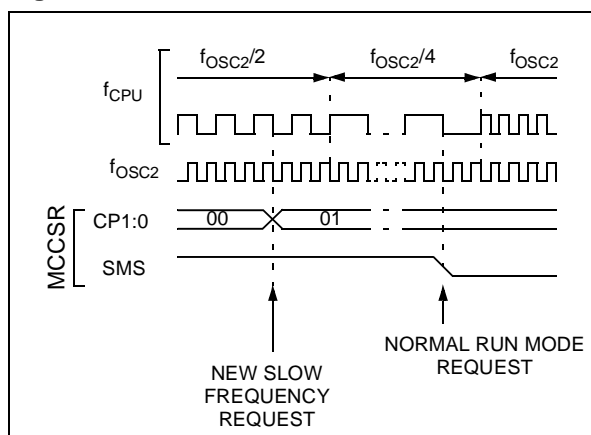 fOSC2/2 fOSC2/4 fOSC2
fCPU
fOSC2
MCCSR
CP1:0 00 01
SMS
NEW SLOW
FREQUENCY
REQUEST
NORMAL RUN MODE
REQUEST